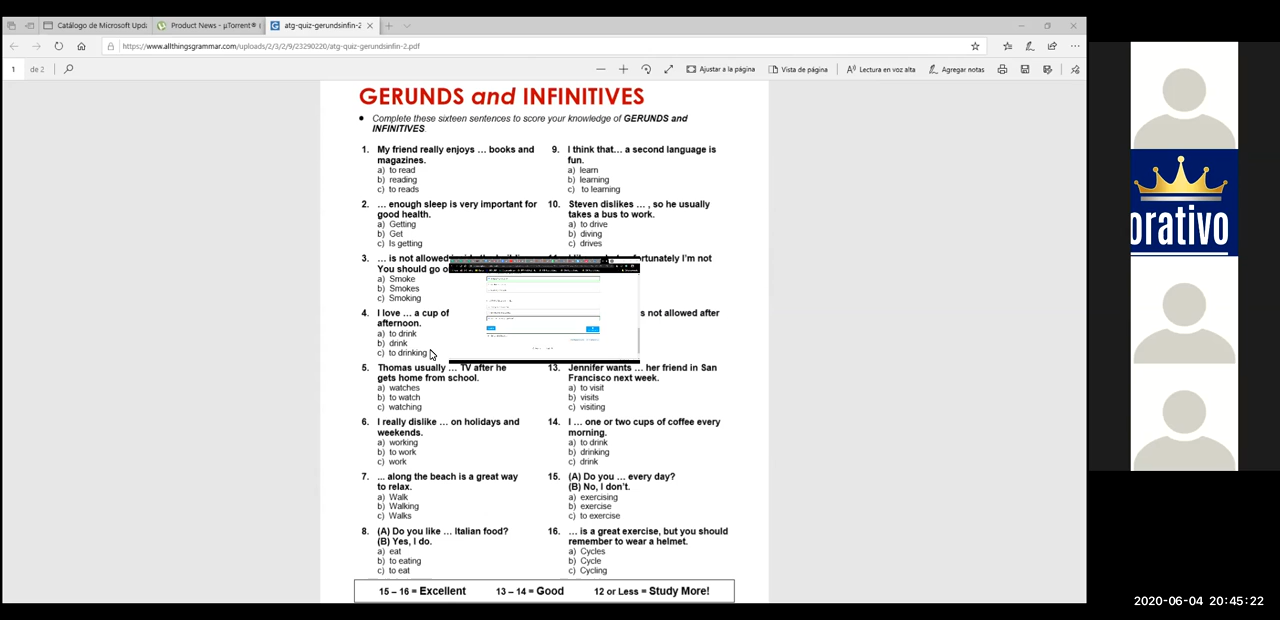 Catálogo de Microsoft Upda
Product News - µTorrent® i
atg-quiz-gerundsinfin-2
https://www.allthingsgrammar.com/uploads/2/3/2/9/23290220/atg-quiz-gerundsinfin-2.pdf
1 de 2
Ajustar a la página
Vista de página
Lectura en voz alta
Agregar notas
GERUNDS and INFINITIVES
Complete these sixteen sentences to score your knowledge of GERUNDS and
INFINITIVES.
1. My friend really enjoys … books and
magazines.
a) to read
b) reading
c) to reads
2. … enough sleep is very important for
good health.
a) Getting
b) Get
c) Is getting
3. … is not allowed
You should go o
a) Smoke
b) Smokes
c) Smoking
4. I love … a cup of
afternoon.
a) to drink
b) drink
c) to drinking
5. Thomas usually … TV after he
gets home from school.
a) watches
b) to watch
c) watching
6. I really dislike … on holidays and
weekends.
a) working
b) to work
c) work
7. ... along the beach is a great way
to relax.
a) Walk
b) Walking
c) Walks
8. (A) Do you like … Italian food?
(B) Yes, I do.
a) eat
b) to eating
c) to eat
9. I think that… a second language is
fun.
a) learn
b) learning
c) to learning
10. Steven dislikes … , so he usually
takes a bus to work.
a) to drive
b) diving
c) drives
I'm not
s not allowed after
13. Jennifer wants … her friend in San
Francisco next week.
a) to visit
b) visits
c) visiting
14. I … one or two cups of coffee every
morning.
a) to drink
b) drinking
c) drink
15. (A) Do you … every day?
(B) No, I don't.
a) exercising
b) exercise
c) to exercise
16. … is a great exercise, but you should
remember to wear a helmet.
a) Cycles
b) Cycle
c) Cycling
15 – 16 = Excellent 13 – 14 = Good 12 or Less = Study More!
orativo
2020-06-04 20:45:22